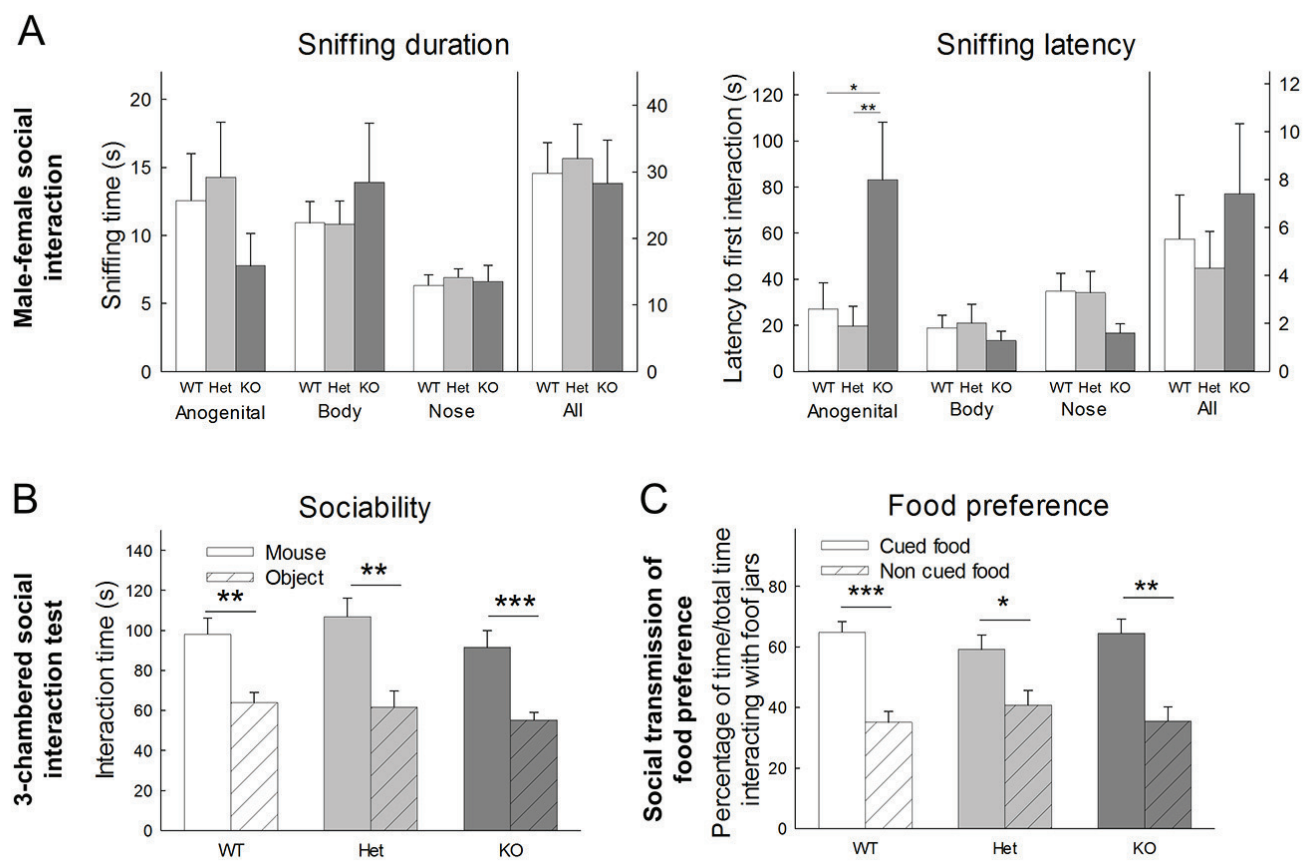 A
Sniffing duration
Sniffing latency
Male-female social
interaction
Sniffing time (s)
20
15
10
5
0
40
30
20
10
0
WT Het KO
WT Het KO
WT Het KO
WT Het KO
Anogenital
Body
Nose
All
Latency to first interaction (s)
120
100
80
60
40
20
0
*
**
12
10
8
6
4
2
0
WT Het KO
WT Het KO
WT Het KO
WT Het KO
Anogenital
Body
Nose
All
B
Sociability
3-chambered social
interaction test
Interaction time (s)
140
120
100
80
60
40
20
0
Mouse
Object
**
**
***
WT
Het
KO
C
Food preference
Social transmission of
food preference
Percentage of time/total time
interacting with foof jars
80
60
40
20
0
Cued food
Non cued food
***
*
**
WT
Het
KO